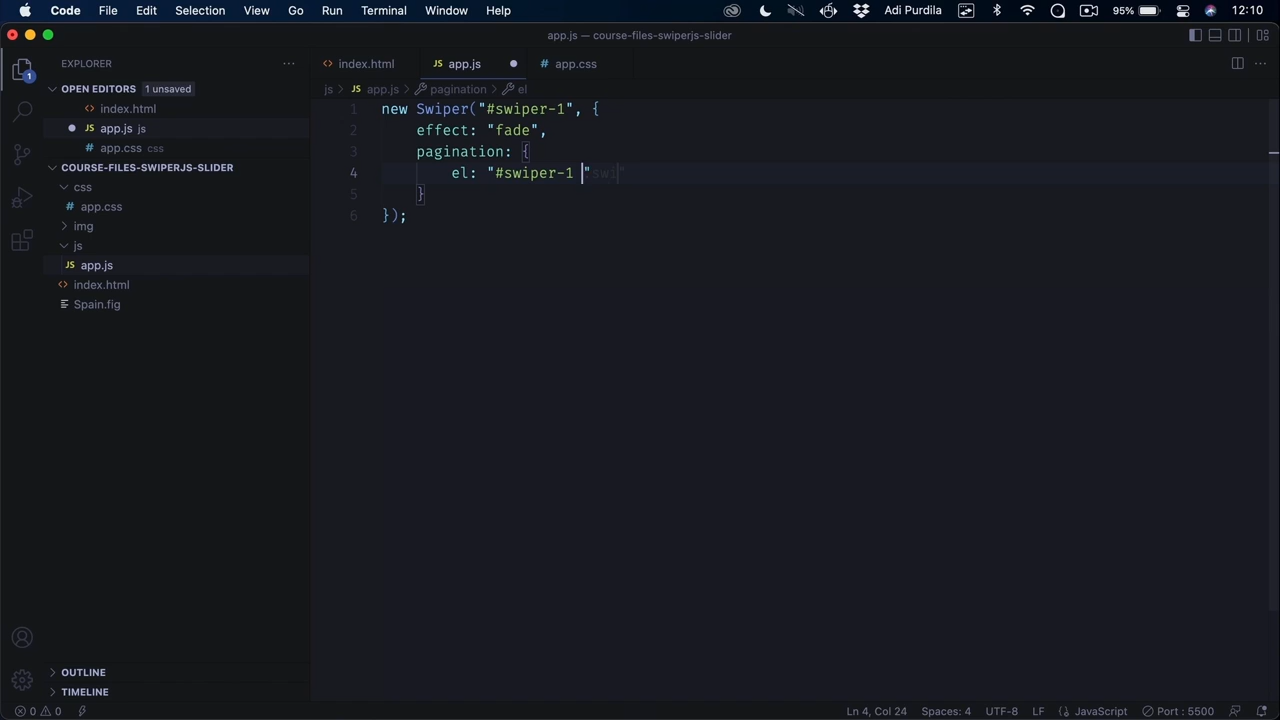 Code File Edit Selection View Go Run Terminal Window Help Adi Purdila 95% 12:10
app.js — course-files-swiperjs-slider
EXPLORER
index.html
app.js
app.css
OPEN EDITORS 1 unsaved
js > JS app.js > pagination > el
index.html
JS app.js js
# app.css css
COURSE-FILES-SWIPERJS-SLIDER
css
# app.css
img
js
JS app.js
index.html
Spain.fig
1 new Swiper("#swiper-1", {
2 effect: "fade",
3 pagination: {
4 el: "#swiper-1 ".swi"
5 }
6 });
OUTLINE
TIMELINE
0 0 Ln 4, Col 24 Spaces: 4 UTF-8 LF {} JavaScript Port : 5500